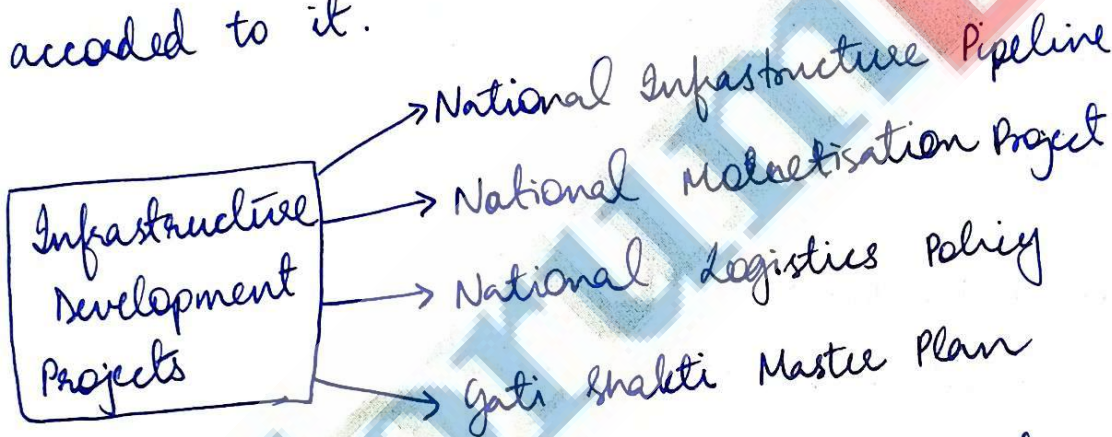 accorded to it.
National Infrastructure Pipeline
National Monetisation Project
Infrastructure
Development
Projects
National Logistics Policy
Gati Shakti Master Plan